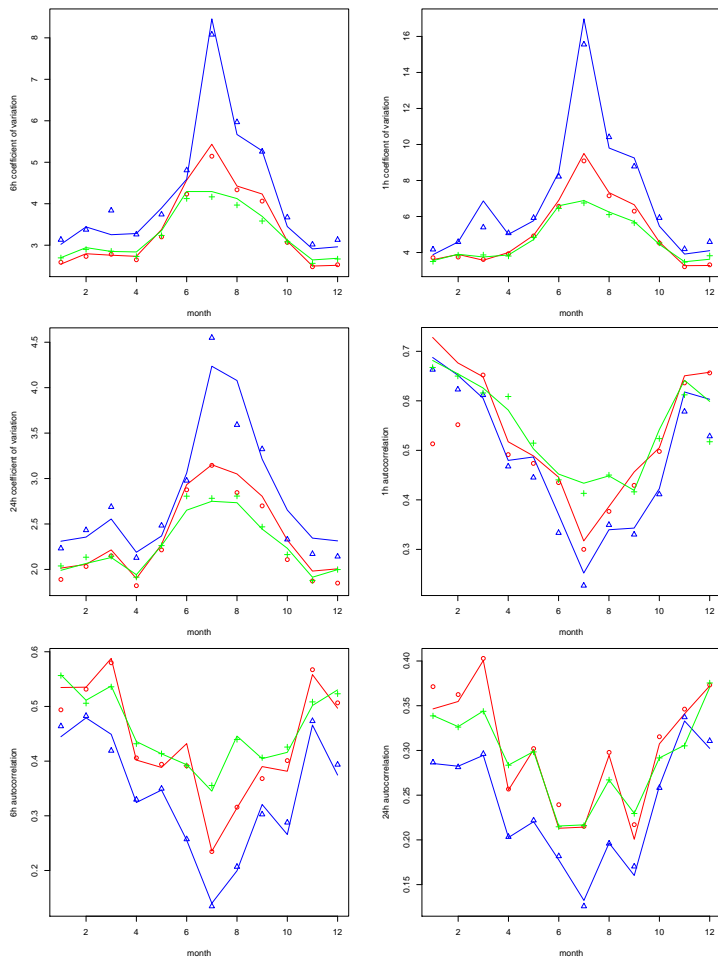 6h coefficient of variation
8
7
6
5
4
3
2 4 6 8 10 12
month
1h coefficient of variation
16
14
12
10
8
6
4
2 4 6 8 10 12
month
24h coefficient of variation
4.5
4.0
3.5
3.0
2.5
2.0
2 4 6 8 10 12
month
1h autocorrelation
0.7
0.6
0.5
0.4
0.3
2 4 6 8 10 12
month
6h autocorrelation
0.6
0.5
0.4
0.3
0.2
2 4 6 8 10 12
month
24h autocorrelation
0.40
0.35
0.30
0.25
0.20
0.15
2 4 6 8 10 12
month